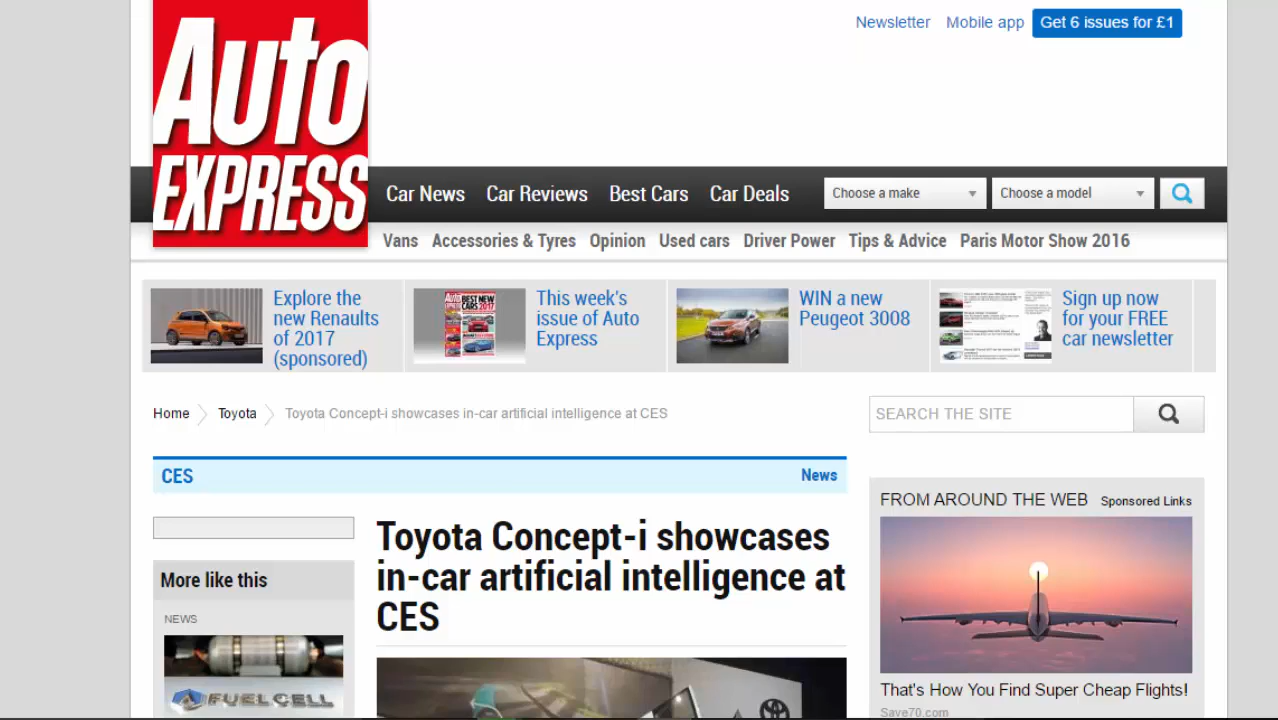 Newsletter Mobile app Get 6 issues for £1
Auto
EXPRESS
Car News Car Reviews Best Cars Car Deals Choose a make Choose a model
Vans Accessories & Tyres Opinion Used cars Driver Power Tips & Advice Paris Motor Show 2016
Explore the
new Renaults
of 2017
(sponsored)
BEST NEW
CARS 2017
This week's
issue of Auto
Express
WIN a new
Peugeot 3008
Sign up now
for your FREE
car newsletter
Home Toyota Toyota Concept-i showcases in-car artificial intelligence at CES
SEARCH THE SITE
CES News
FROM AROUND THE WEB Sponsored Links
Toyota Concept-i showcases
in-car artificial intelligence at
CES
More like this
NEWS
FUEL CELL
That's How You Find Super Cheap Flights!
Save70.com